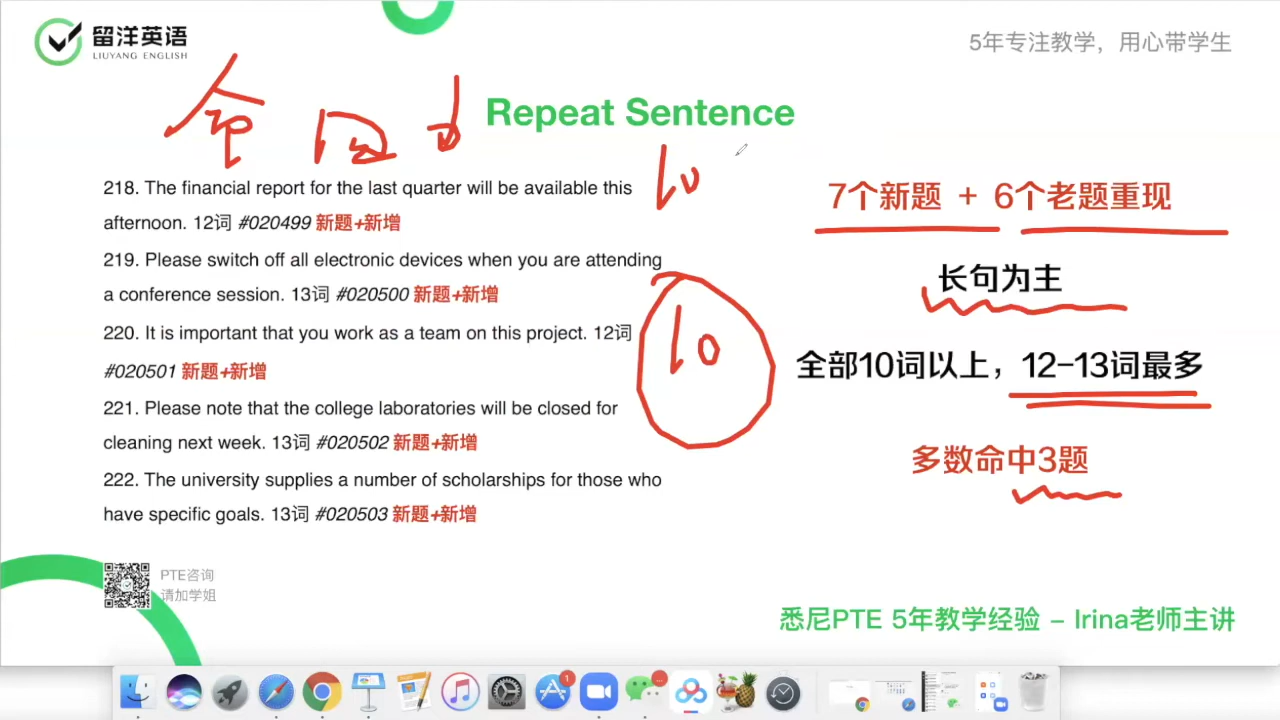 留洋英语
LIUYANG ENGLISH
5年专注教学，用心带学生
Repeat Sentence
10
218. The financial report for the last quarter will be available this
afternoon. 12词 #020499 新题+新增
219. Please switch off all electronic devices when you are attending
a conference session. 13词 #020500 新题+新增
220. It is important that you work as a team on this project. 12词
#020501 新题+新增
221. Please note that the college laboratories will be closed for
cleaning next week. 13词 #020502 新题+新增
222. The university supplies a number of scholarships for those who
have specific goals. 13词 #020503 新题+新增
10
7个新题 + 6个老题重现
长句为主
全部10词以上，12-13词最多
多数命中3题
PTE咨询
请加学姐
悉尼PTE 5年教学经验 - Irina老师主讲
1